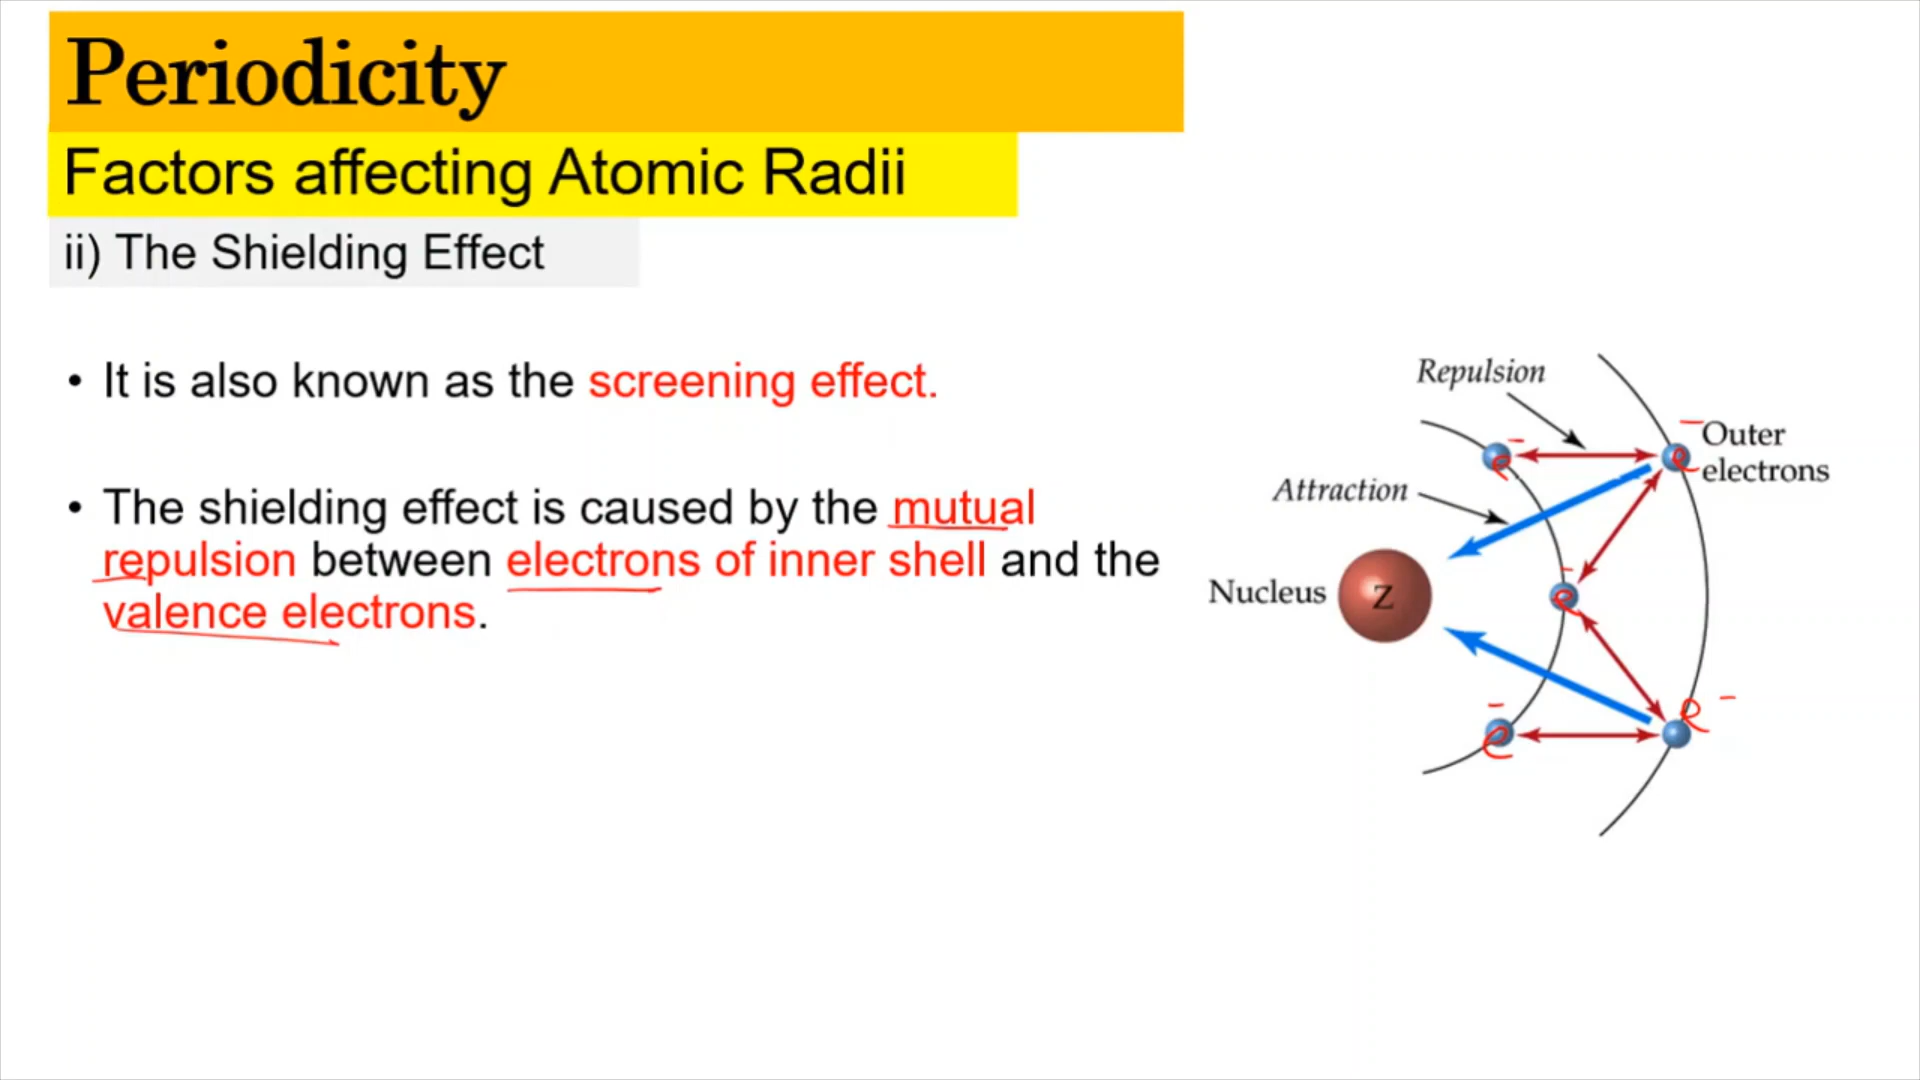 Periodicity
Factors affecting Atomic Radii
ii) The Shielding Effect
• It is also known as the screening effect.
• The shielding effect is caused by the mutual
repulsion between electrons of inner shell and the
valence electrons.
Repulsion
Outer
electrons
Attraction
Nucleus
Z
e⁻
e⁻
e⁻
e⁻
e⁻